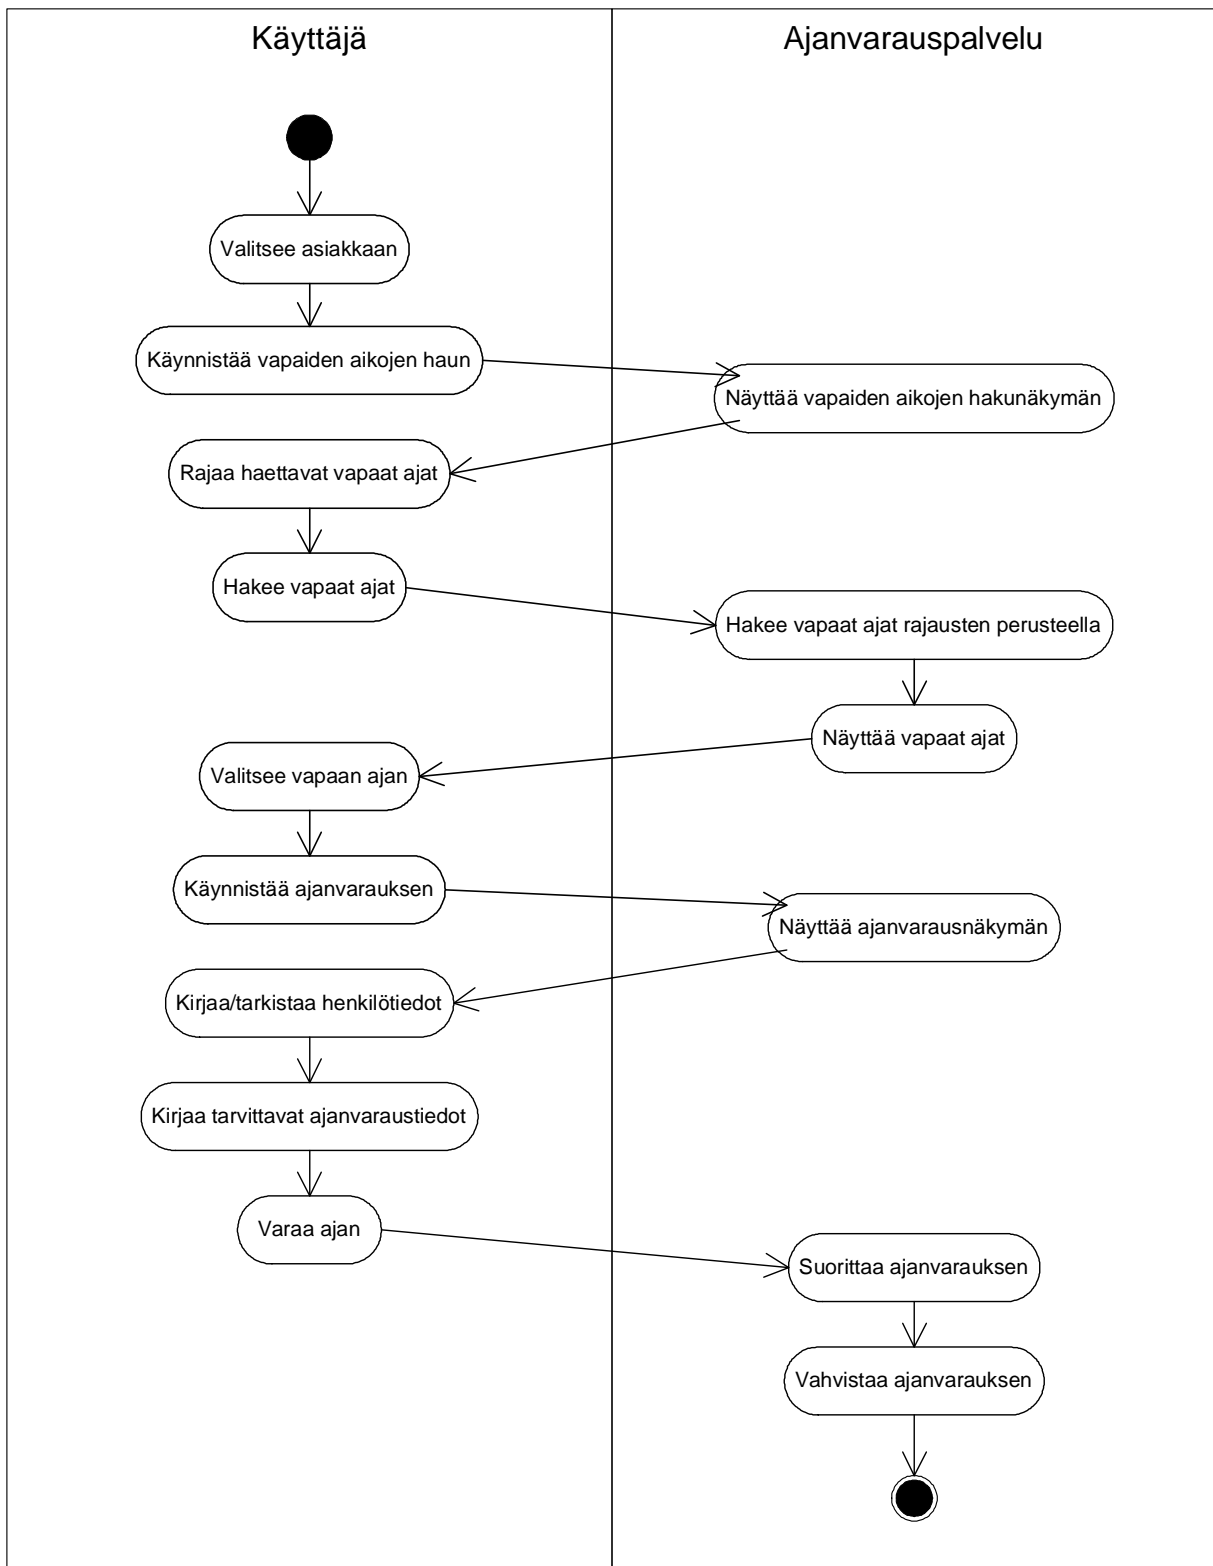 Käyttäjä
Ajanvarauspalvelu
Valitsee asiakkaan
Käynnistää vapaiden aikojen haun
Näyttää vapaiden aikojen hakunäkymän
Rajaa haettavat vapaat ajat
Hakee vapaat ajat
Hakee vapaat ajat rajausten perusteella
Näyttää vapaat ajat
Valitsee vapaan ajan
Käynnistää ajanvarauksen
Näyttää ajanvarausnäkymän
Kirjaa/tarkistaa henkilötiedot
Kirjaa tarvittavat ajanvaraustiedot
Varaa ajan
Suorittaa ajanvarauksen
Vahvistaa ajanvarauksen